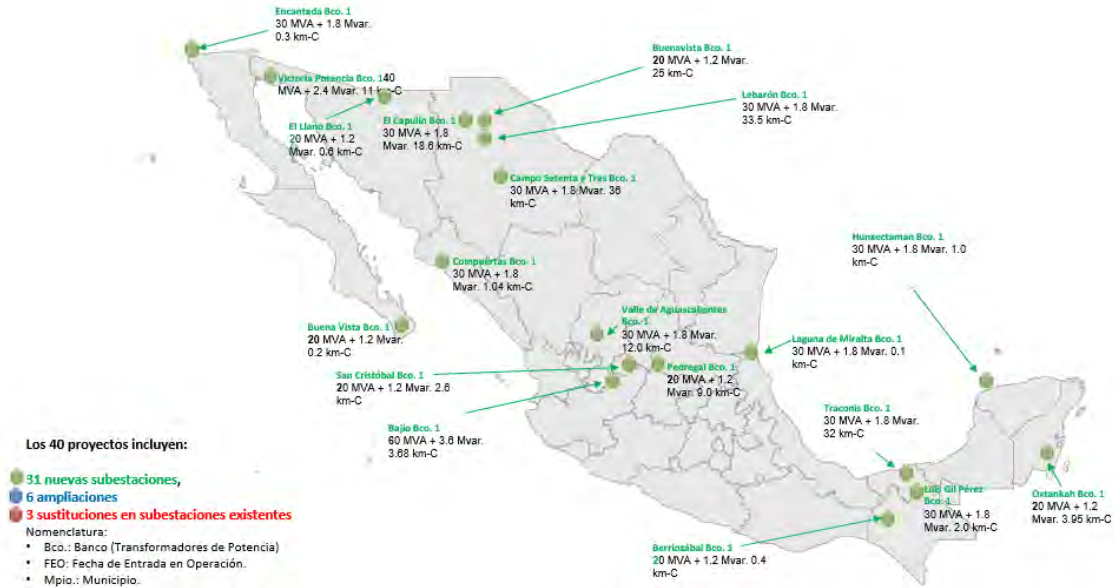 Encantada Bco. 1
30 MVA + 1.8 Mvar.
0.3 km-C
Victoria Potencia Bco. 140
MVA + 2.4 Mvar. 11 km-C
El Llano Bco. 1
20 MVA + 1.2
Mvar. 0.6 km-C
El Capulín Bco. 1
30 MVA + 1.8
Mvar. 18.6 km-C
Buenavista Bco. 1
20 MVA + 1.2 Mvar.
25 km-C
Lebarón Bco. 1
30 MVA + 1.8 Mvar.
33.5 km-C
Campo Setenta y Tres Bco. 1
30 MVA + 1.8 Mvar. 36
km-C
Compuertas Bco. 1
30 MVA + 1.8
Mvar. 1.04 km-C
Hunxectaman Bco. 1
30 MVA + 1.8 Mvar. 1.0
km-C
Buena Vista Bco. 1
20 MVA + 1.2 Mvar.
0.2 km-C
Valle de Aguascalientes
Bco. 1
30 MVA + 1.8 Mvar.
12.0 km-C
Laguna de Miralta Bco. 1
30 MVA + 1.8 Mvar. 0.1
km-C
San Cristóbal Bco. 1
20 MVA + 1.2 Mvar. 2.6
km-C
Pedregal Bco. 1
20 MVA + 1.2
Mvar. 9.0 km-C
Bajío Bco. 1
60 MVA + 3.6 Mvar.
3.68 km-C
Traconis Bco. 1
30 MVA + 1.8 Mvar.
32 km-C
Luis Gil Pérez
Bco. 1
30 MVA + 1.8
Mvar. 2.0 km-C
Oxtankah Bco. 1
20 MVA + 1.2
Mvar. 3.95 km-C
Berriozábal Bco. 1
20 MVA + 1.2 Mvar. 0.4
km-C
Los 40 proyectos incluyen:
31 nuevas subestaciones,
6 ampliaciones
3 sustituciones en subestaciones existentes
Nomenclatura:
• Bco.: Banco (Transformadores de Potencia)
• FEO: Fecha de Entrada en Operación.
• Mpio.: Municipio.